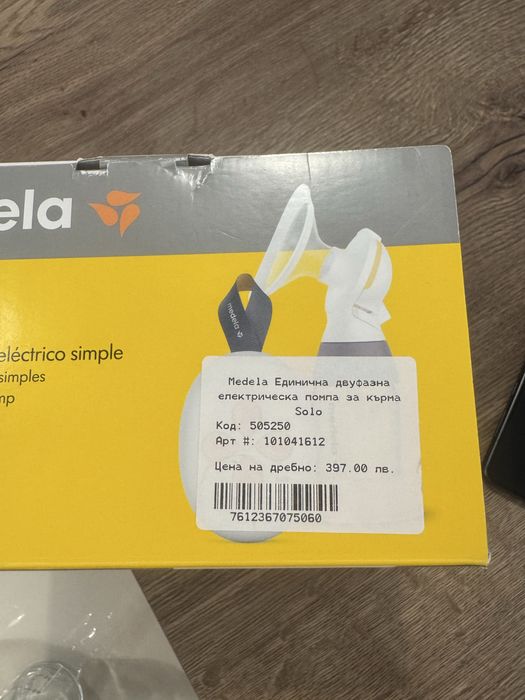 ela
eléctrico simple
simples
mp
medela
Medela Единична двуфазна
електрическа помпа за кърма
Solo
Код: 505250
Арт #: 101041612
Цена на дребно: 397.00 лв.
7612367075060